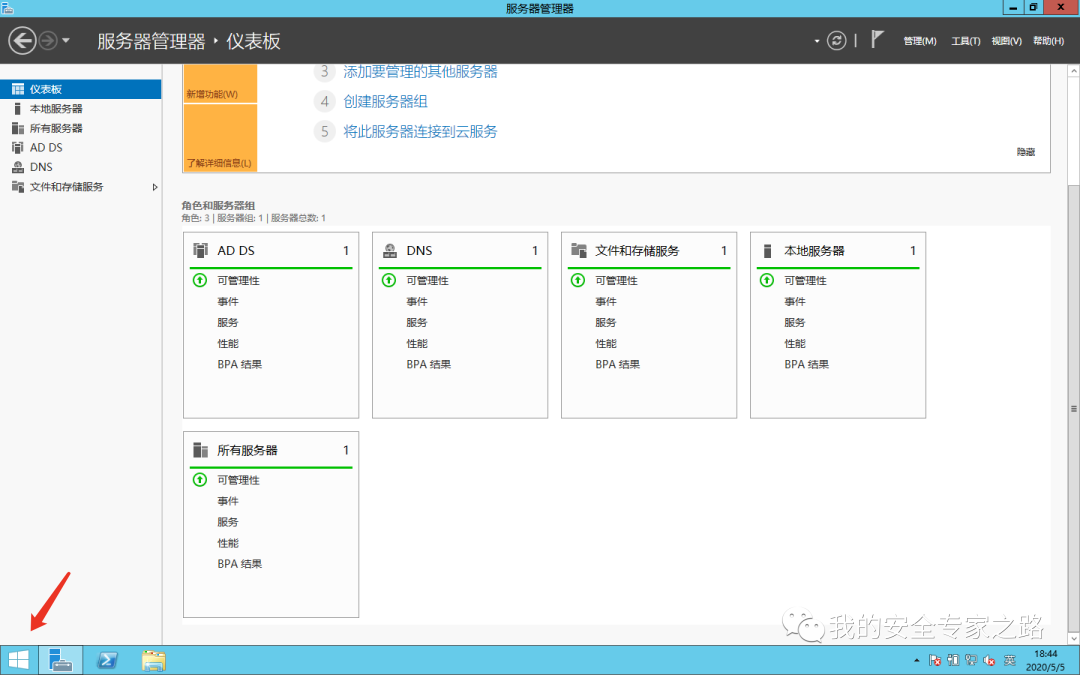 服务器管理器
服务器管理器 ‣ 仪表板
管理(M) 工具(T) 视图(V) 帮助(H)
仪表板
本地服务器
所有服务器
AD DS
DNS
文件和存储服务
新增功能(W)
了解详细信息(L)
3 添加要管理的其他服务器
4 创建服务器组
5 将此服务器连接到云服务
隐藏
角色和服务器组
角色: 3 | 服务器组: 1 | 服务器总数: 1
AD DS 1
可管理性
事件
服务
性能
BPA 结果
DNS 1
可管理性
事件
服务
性能
BPA 结果
文件和存储服务 1
可管理性
事件
服务
性能
BPA 结果
本地服务器 1
可管理性
事件
服务
性能
BPA 结果
所有服务器 1
可管理性
事件
服务
性能
BPA 结果
我的安全专家之路
英
18:44
2020/5/5